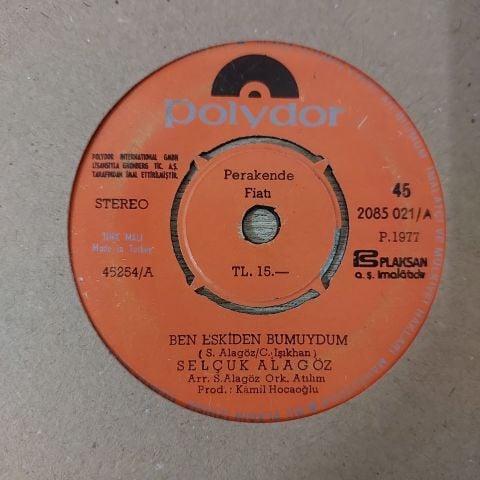 polydor
POLYDOR INTERNATIONAL GMBH
LİSANSIYLA GRÜNBERG TİC. A.Ş.
TARAFINDAN İMAL ETTİRİLMİŞTİR.
Perakende
Fiatı
STEREO
45
2085 021/A
TÜRK MALI
Made in Turkey
P.1977
45254/A
TL. 15.—
PLAKSAN
a.ş. imalâtıdır
BEN ESKİDEN BUMUYDUM
( S. Alagöz/C. Işıkhan )
SELÇUK ALAGÖZ
Arr. S.Alagöz Ork. Atılım
Prod. : Kâmil Hocaoğlu